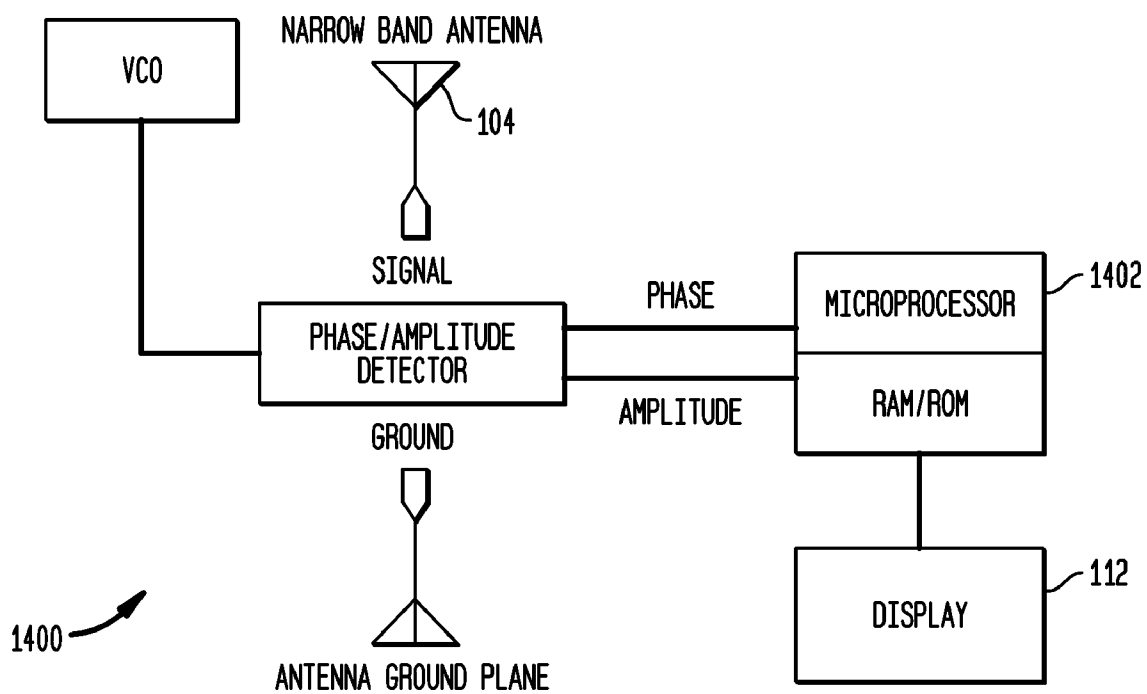 VCO
NARROW BAND ANTENNA
104
SIGNAL
PHASE/AMPLITUDE
DETECTOR
GROUND
PHASE
AMPLITUDE
MICROPROCESSOR
1402
RAM/ROM
DISPLAY
112
1400
ANTENNA GROUND PLANE